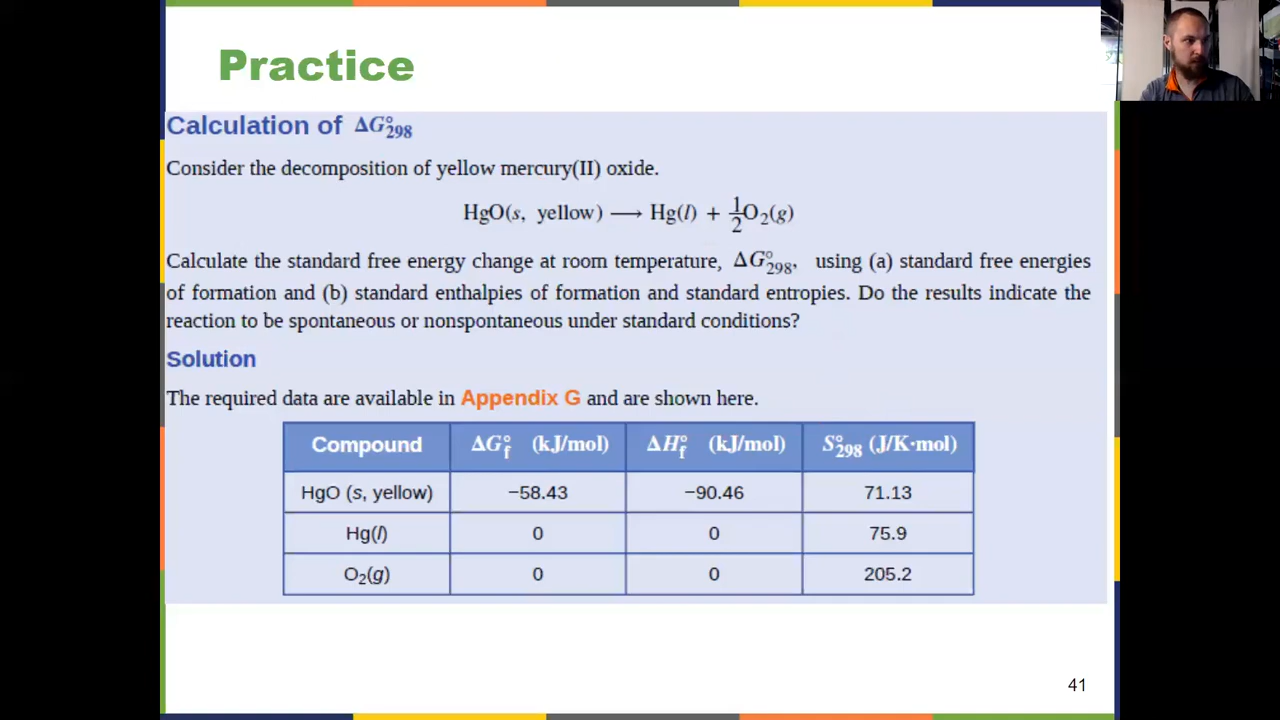 Practice
Calculation of ΔG°298
Consider the decomposition of yellow mercury(II) oxide.
HgO(s, yellow) ⟶ Hg(l) + 1/2 O2(g)
Calculate the standard free energy change at room temperature, ΔG°298, using (a) standard free energies
of formation and (b) standard enthalpies of formation and standard entropies. Do the results indicate the
reaction to be spontaneous or nonspontaneous under standard conditions?
Solution
The required data are available in Appendix G and are shown here.
Compound ΔG°f (kJ/mol) ΔH°f (kJ/mol) S°298 (J/K·mol)
HgO (s, yellow) −58.43 −90.46 71.13
Hg(l) 0 0 75.9
O2(g) 0 0 205.2
41